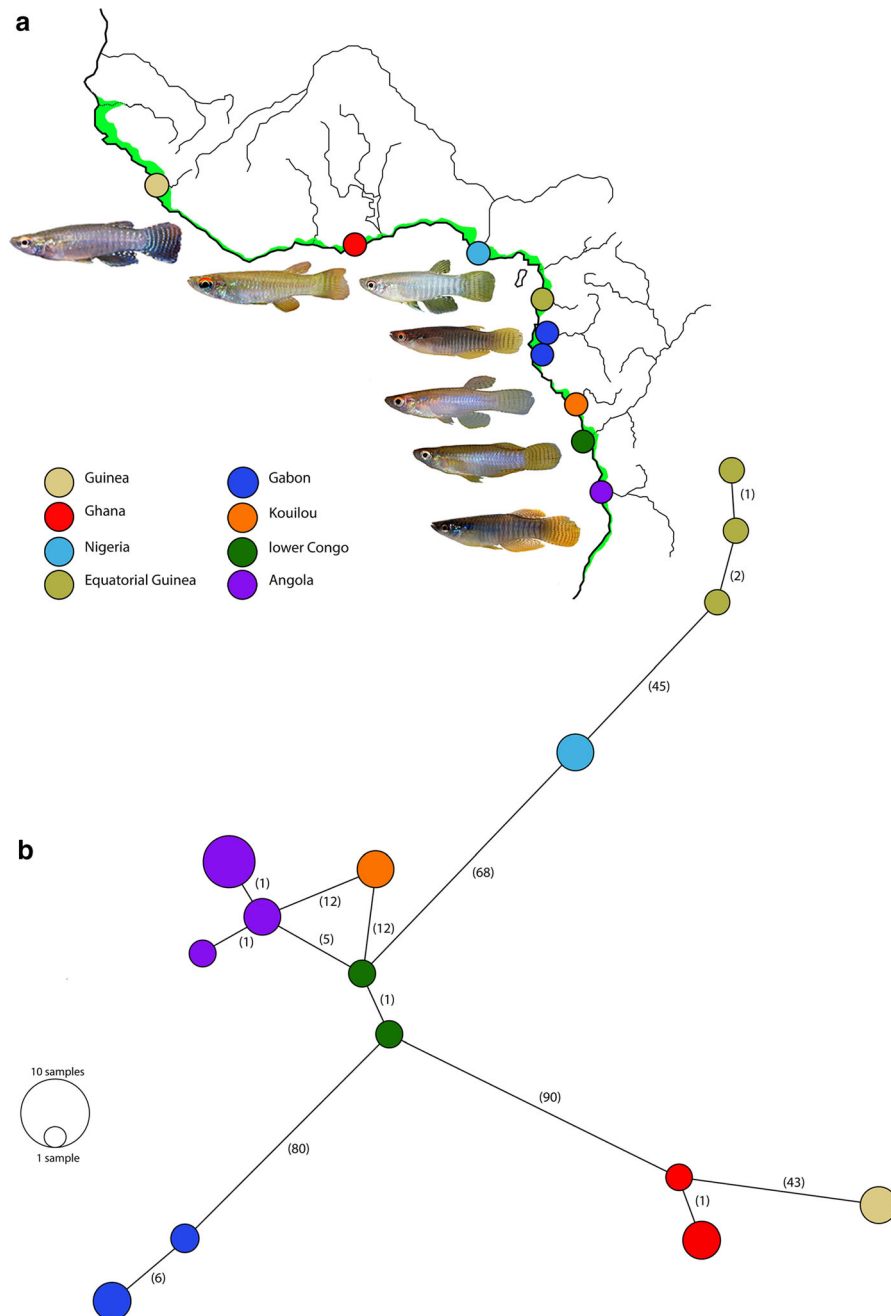 a
Guinea
Ghana
Nigeria
Equatorial Guinea
Gabon
Kouilou
lower Congo
Angola
(1)
(2)
(45)
b
(68)
(1)
(12)
(12)
(5)
(1)
(1)
10 samples
1 sample
(90)
(80)
(43)
(1)
(6)